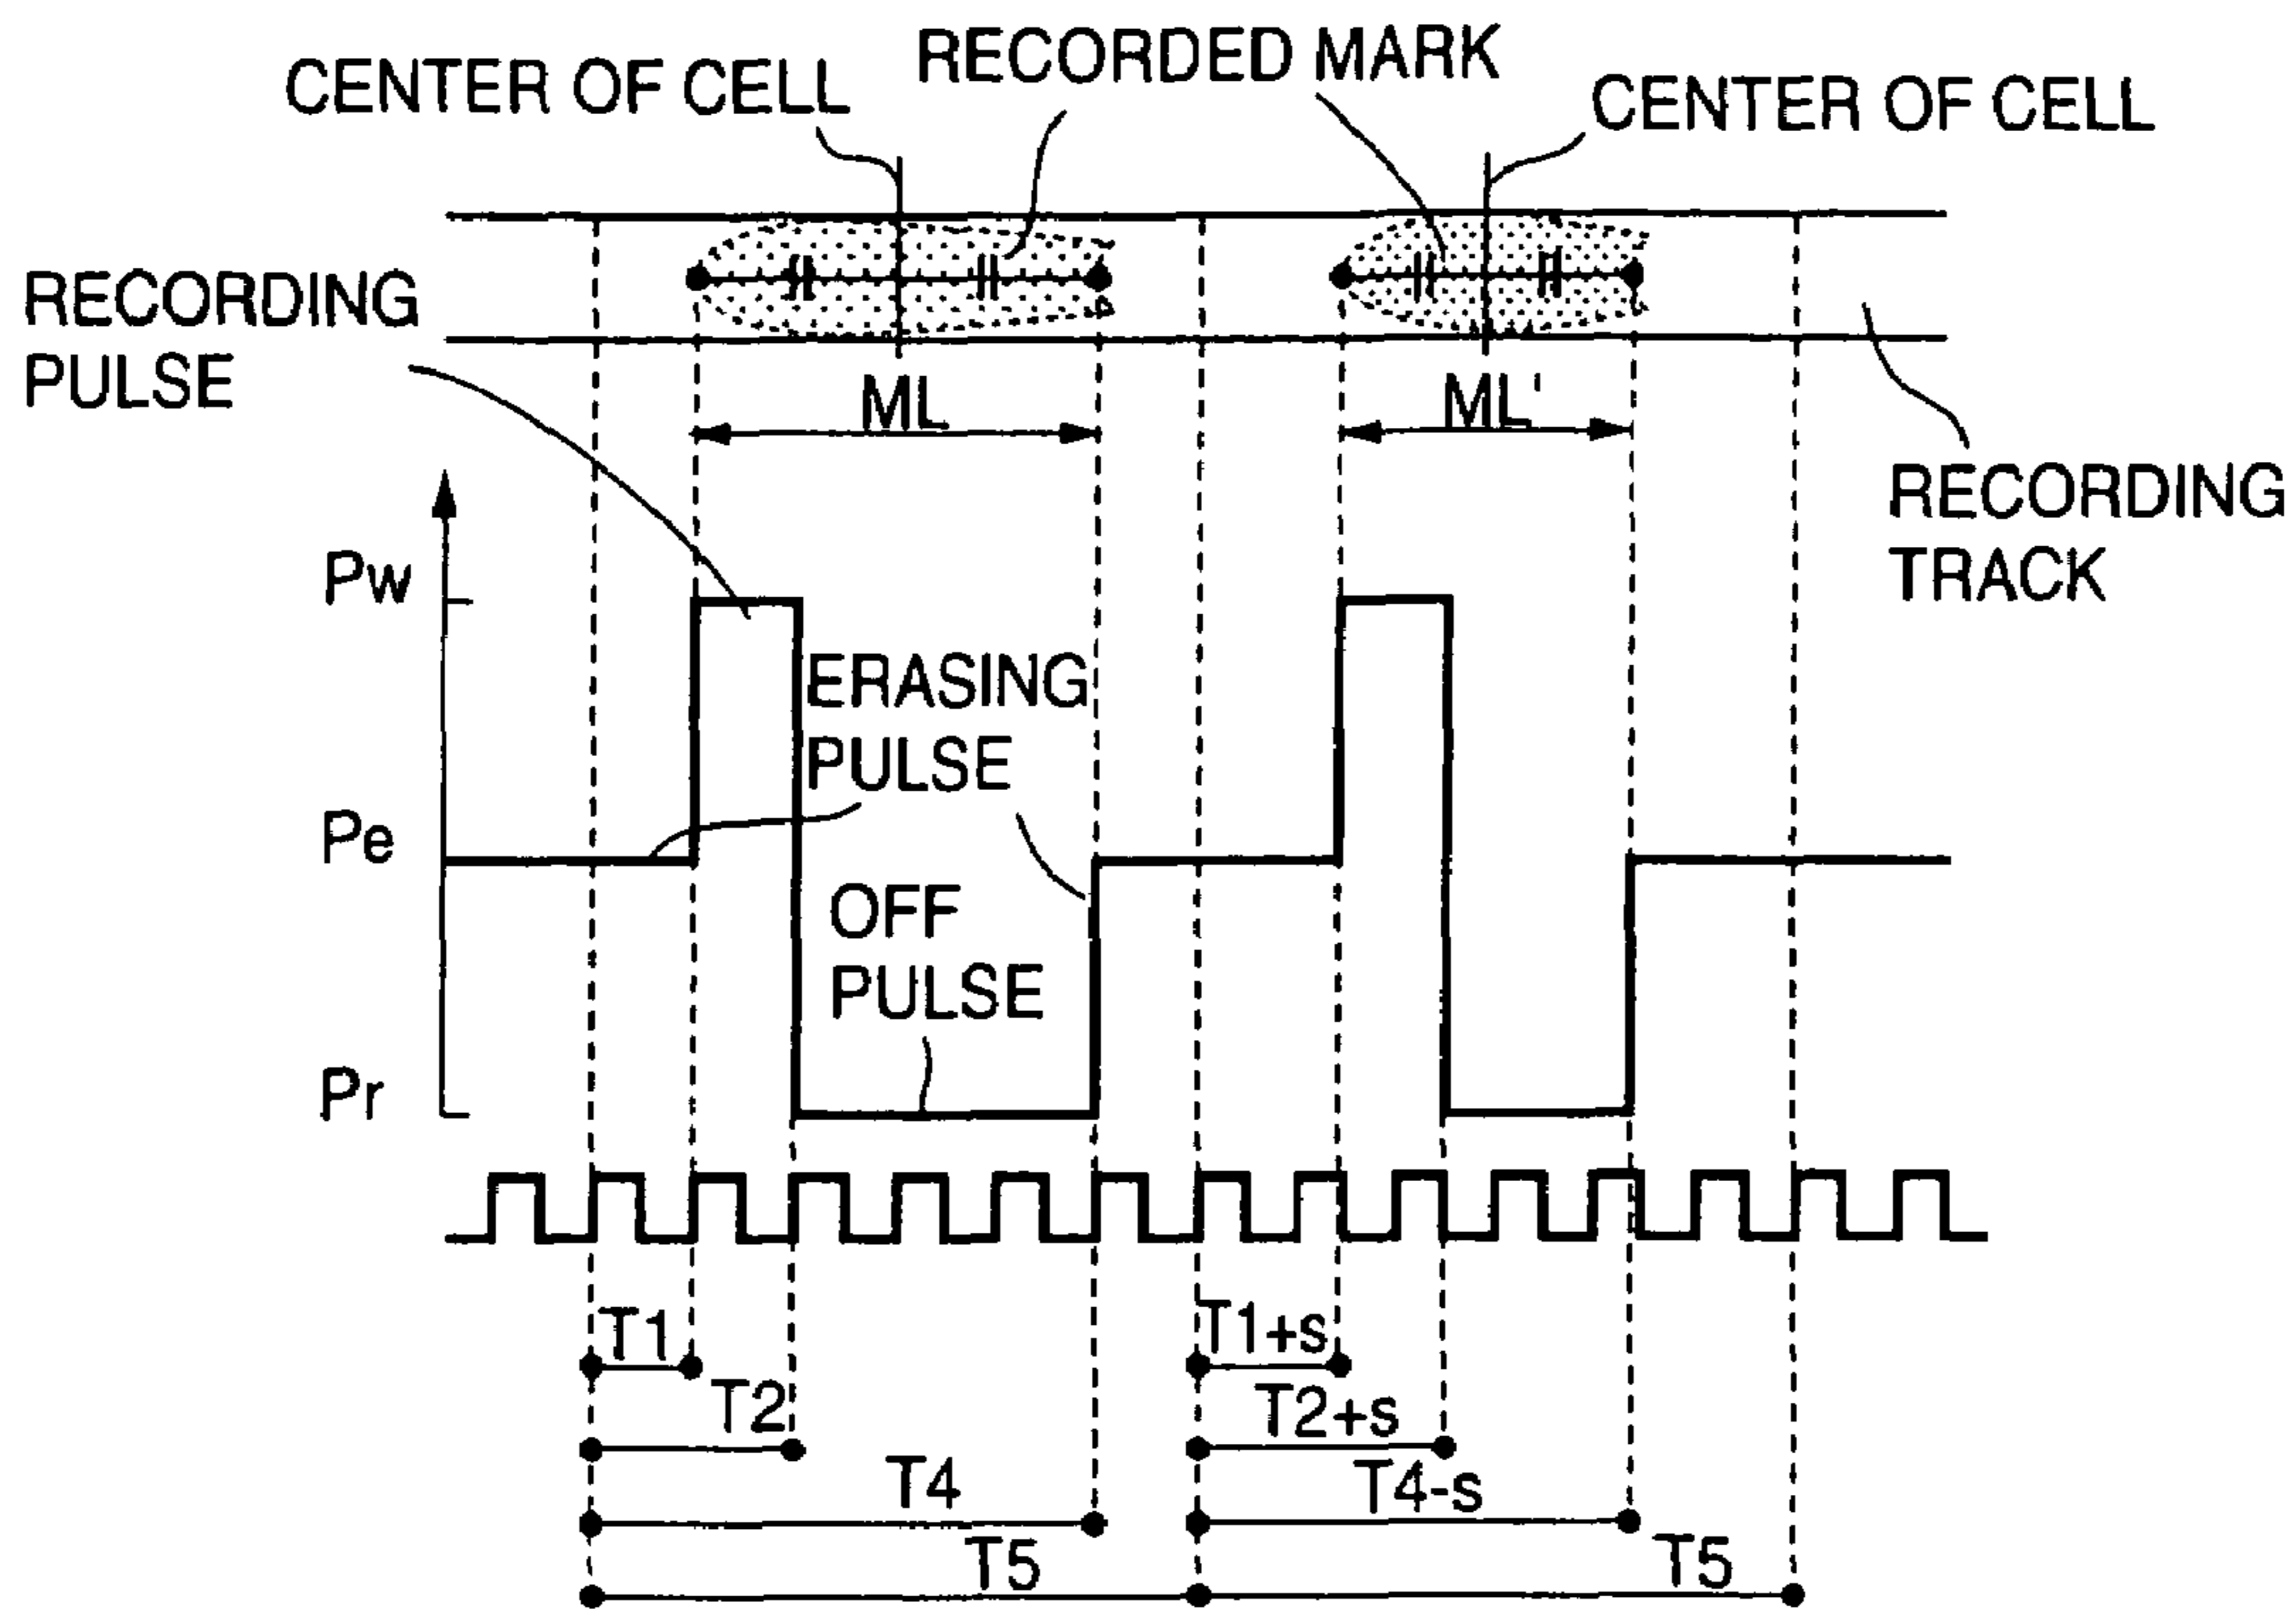 RECORDED MARK
CENTER OF CELL
CENTER OF CELL
RECORDING
PULSE
ML
ML'
RECORDING
TRACK
Pw
ERASING
PULSE
Pe
OFF
PULSE
Pr
T1
T1+s
T2
T2+s
T4
T4-s
T5
T5